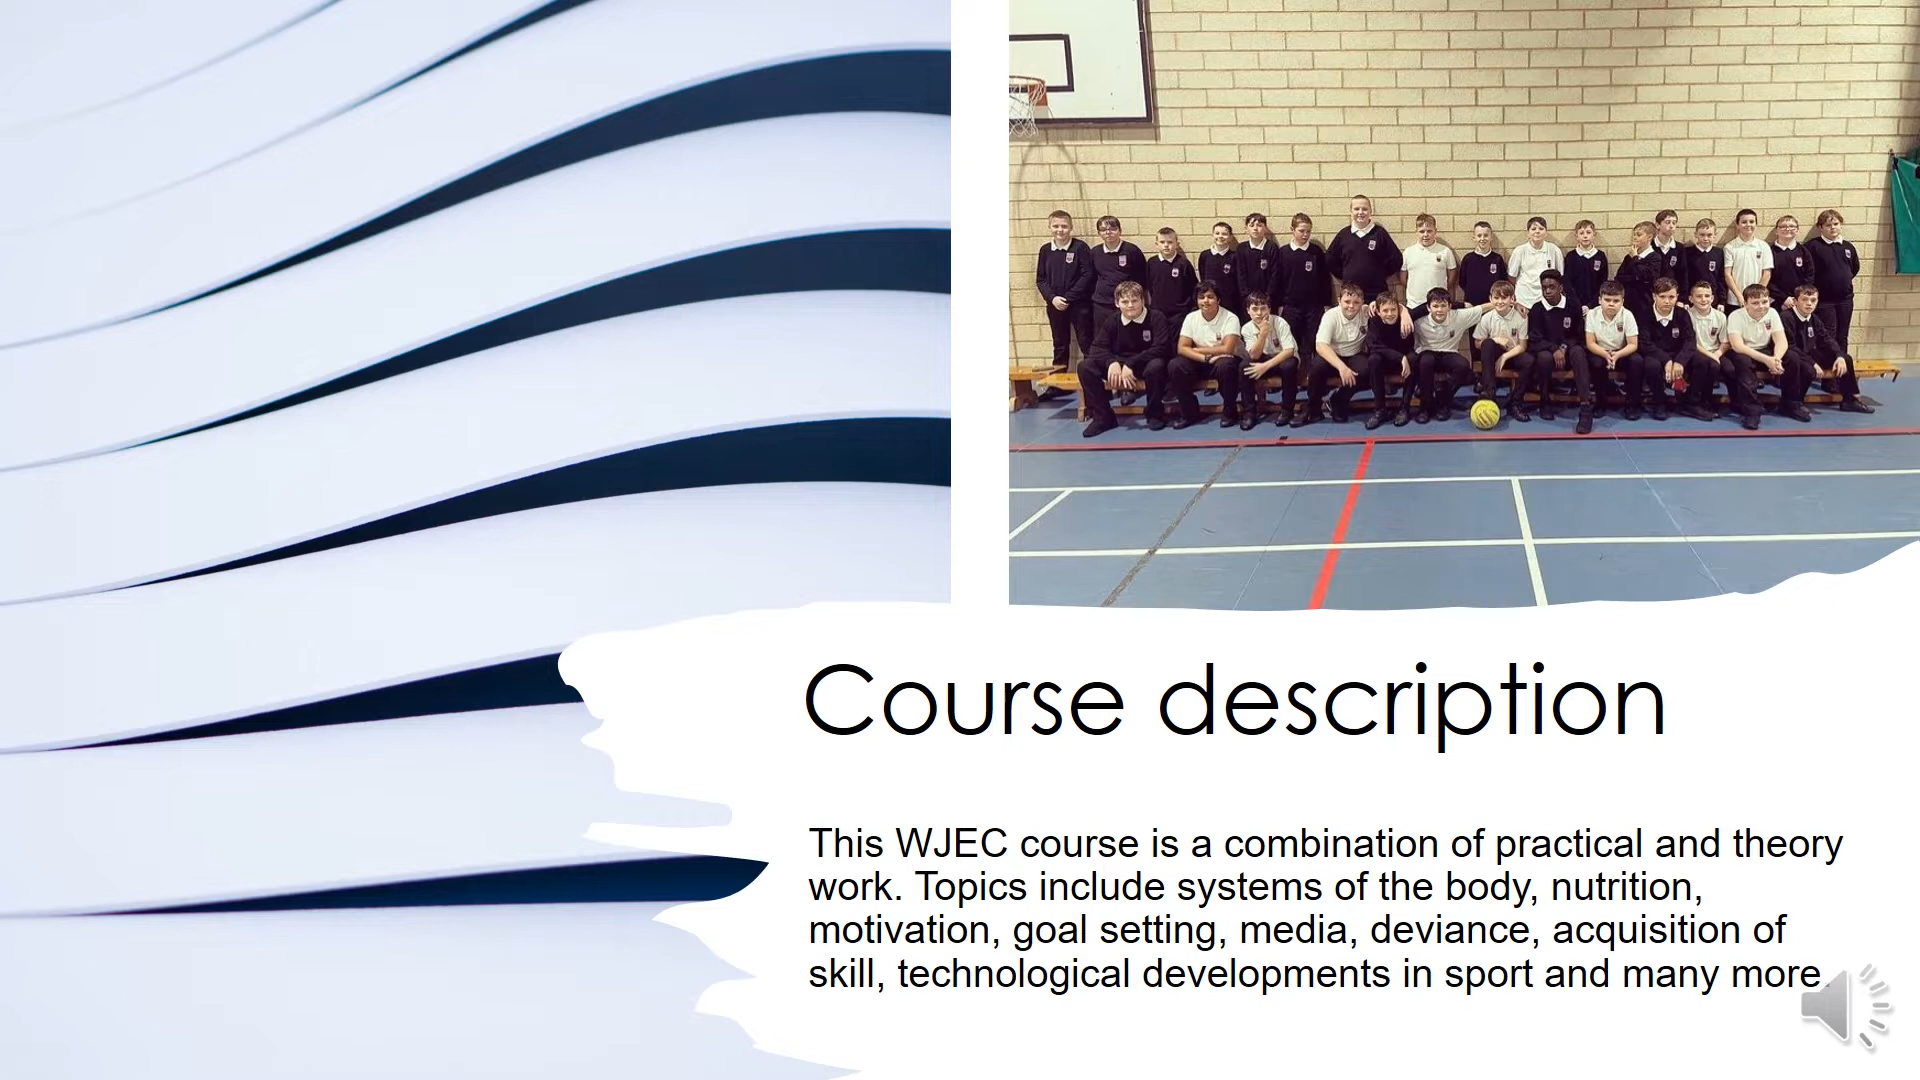 Course description
This WJEC course is a combination of practical and theory
work. Topics include systems of the body, nutrition,
motivation, goal setting, media, deviance, acquisition of
skill, technological developments in sport and many more.